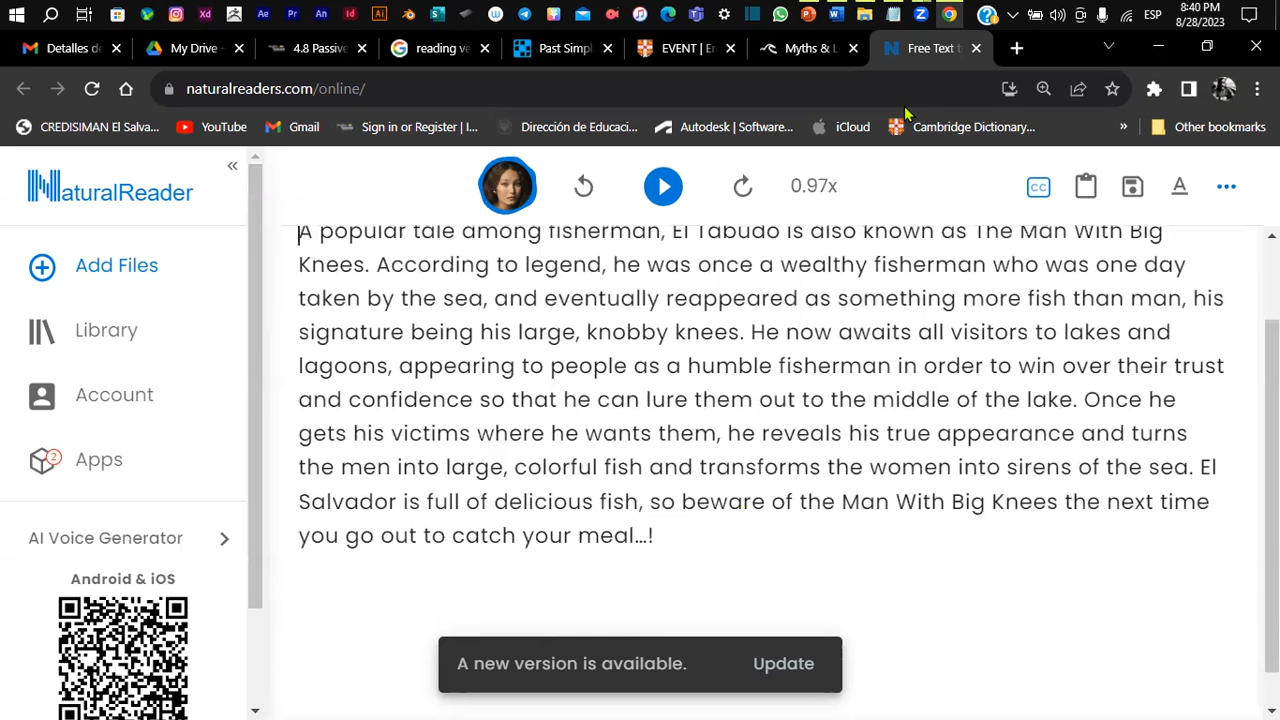 Xd
Ae
Pr
An
Id
Ai
ESP
8:40 PM
8/28/2023
Detalles de
My Drive -
4.8 Passive
reading ve
Past Simpl
EVENT | En
Myths & L
Free Text
naturalreaders.com/online/
CREDISIMAN El Salva...
YouTube
Gmail
Sign in or Register | I...
Dirección de Educaci...
Autodesk | Software...
iCloud
Cambridge Dictionary...
»
Other bookmarks
NaturalReader
«
0.97x
CC
A
Add Files
Library
Account
2
Apps
AI Voice Generator
Android & iOS
A popular tale among fisherman, El Tabudo is also known as The Man With Big
Knees. According to legend, he was once a wealthy fisherman who was one day
taken by the sea, and eventually reappeared as something more fish than man, his
signature being his large, knobby knees. He now awaits all visitors to lakes and
lagoons, appearing to people as a humble fisherman in order to win over their trust
and confidence so that he can lure them out to the middle of the lake. Once he
gets his victims where he wants them, he reveals his true appearance and turns
the men into large, colorful fish and transforms the women into sirens of the sea. El
Salvador is full of delicious fish, so beware of the Man With Big Knees the next time
you go out to catch your meal…!
A new version is available.
Update